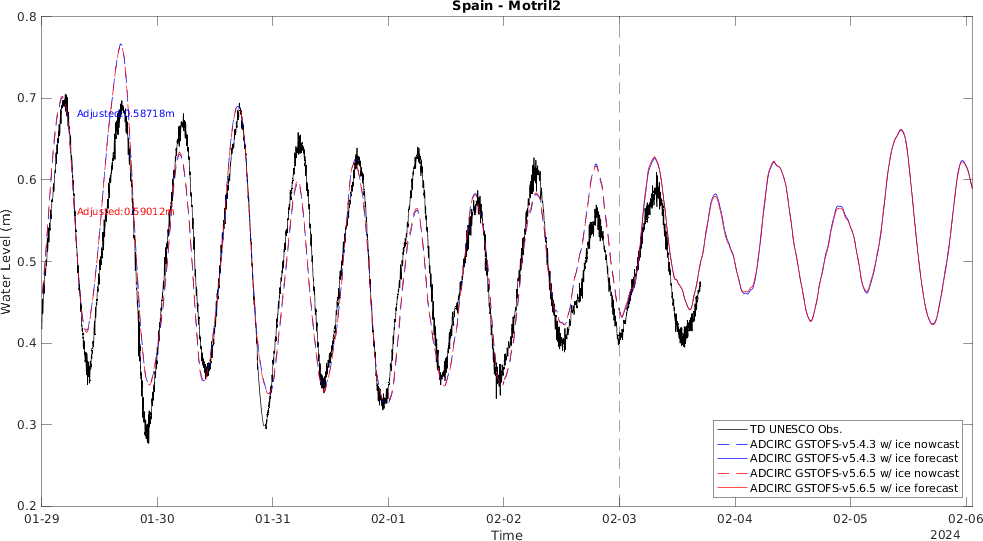 Spain - Motril2
0.8
0.7
0.6
0.5
0.4
0.3
0.2
Water Level (m)
Adjusted:0.58718m
Adjusted:0.59012m
TD UNESCO Obs.
ADCIRC GSTOFS-v5.4.3 w/ ice nowcast
ADCIRC GSTOFS-v5.4.3 w/ ice forecast
ADCIRC GSTOFS-v5.6.5 w/ ice nowcast
ADCIRC GSTOFS-v5.6.5 w/ ice forecast
01-29 01-30 01-31 02-01 02-02 02-03 02-04 02-05 02-06
Time
2024